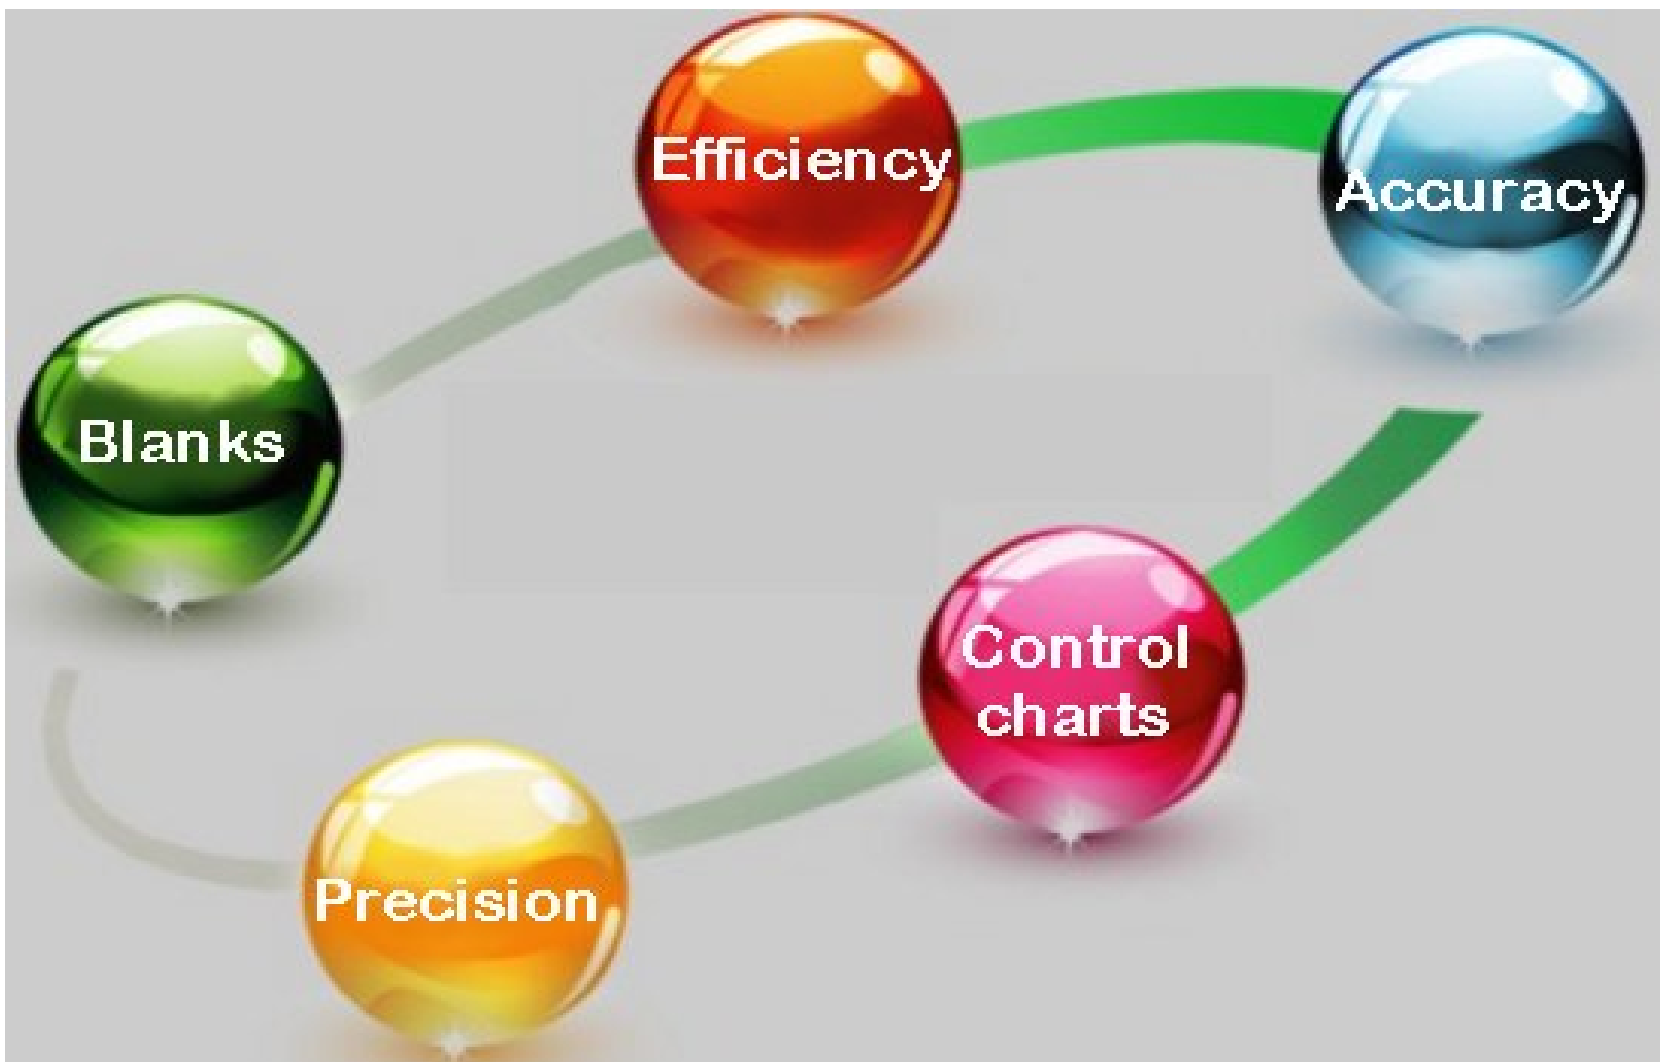 Efficiency
Accuracy
Blanks
Control
charts
Precision